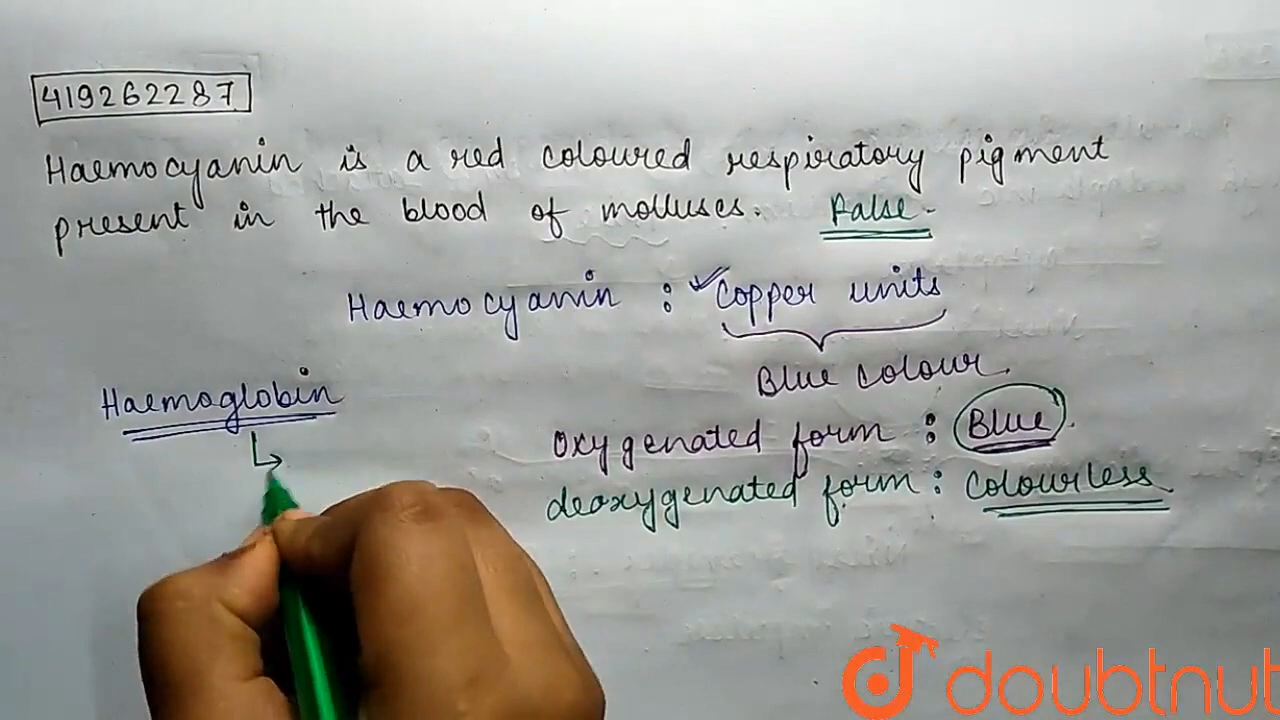 419262287
Haemocyanin is a red coloured respiratory pigment
present in the blood of molluses. False.
Haemocyanin : Copper units
Blue colour.
Haemoglobin
Oxygenated form : Blue.
deoxygenated form : Colourless.
doubtnut